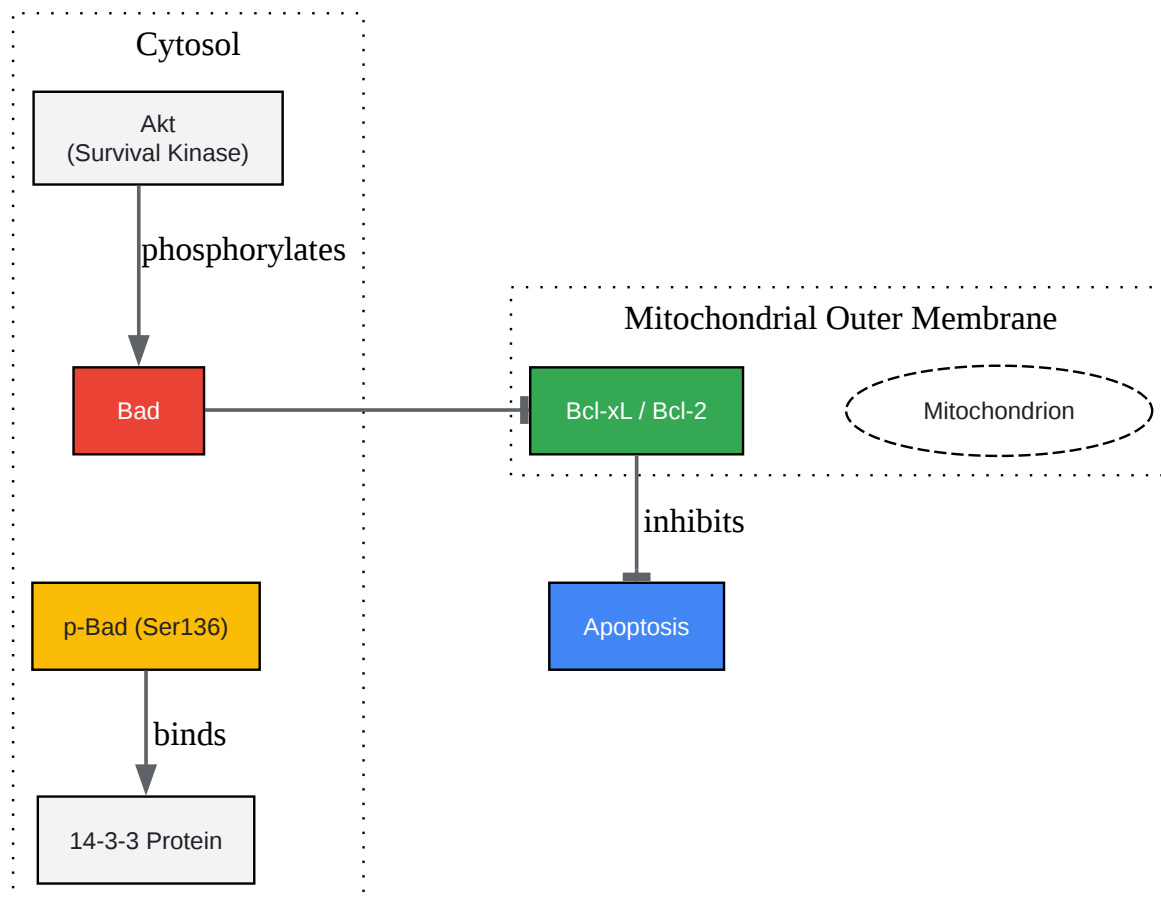 Cytosol
Akt
(Survival Kinase)
phosphorylates
Mitochondrial Outer Membrane
Bad
Bcl-xL / Bcl-2
Mitochondrion
inhibits
p-Bad (Ser136)
Apoptosis
binds
14-3-3 Protein